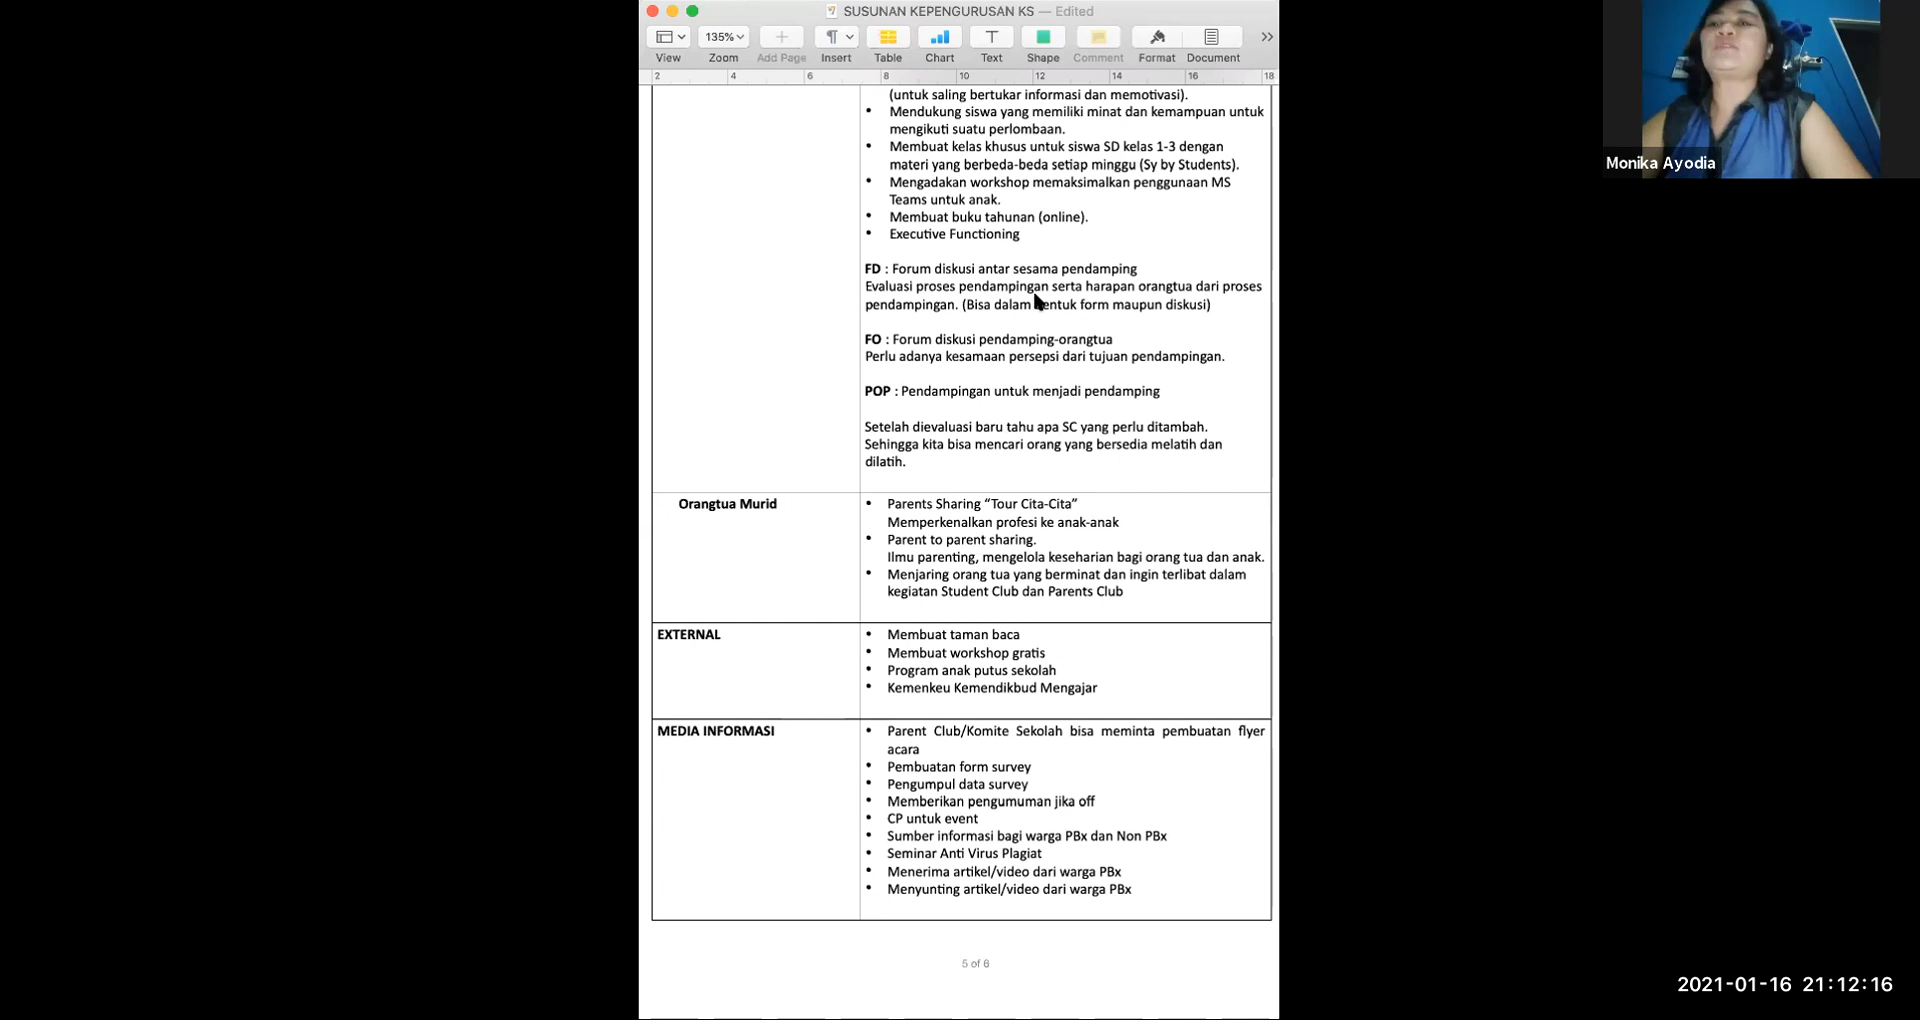 SUSUNAN KEPENGURUSAN KS — Edited
135%
View
Zoom
Add Page
Insert
Table
Chart
Text
Shape
Comment
Format
Document
2 4 6 8 10 12 14 16 18
(untuk saling bertukar informasi dan memotivasi).
• Mendukung siswa yang memiliki minat dan kemampuan untuk
mengikuti suatu perlombaan.
• Membuat kelas khusus untuk siswa SD kelas 1-3 dengan
materi yang berbeda-beda setiap minggu (Sy by Students).
• Mengadakan workshop memaksimalkan penggunaan MS
Teams untuk anak.
• Membuat buku tahunan (online).
• Executive Functioning
FD : Forum diskusi antar sesama pendamping
Evaluasi proses pendampingan serta harapan orangtua dari proses
pendampingan. (Bisa dalam bentuk form maupun diskusi)
FO : Forum diskusi pendamping-orangtua
Perlu adanya kesamaan persepsi dari tujuan pendampingan.
POP : Pendampingan untuk menjadi pendamping
Setelah dievaluasi baru tahu apa SC yang perlu ditambah.
Sehingga kita bisa mencari orang yang bersedia melatih dan
dilatih.
Orangtua Murid
• Parents Sharing “Tour Cita-Cita”
Memperkenalkan profesi ke anak-anak
• Parent to parent sharing.
Ilmu parenting, mengelola keseharian bagi orang tua dan anak.
• Menjaring orang tua yang berminat dan ingin terlibat dalam
kegiatan Student Club dan Parents Club
EXTERNAL
• Membuat taman baca
• Membuat workshop gratis
• Program anak putus sekolah
• Kemenkeu Kemendikbud Mengajar
MEDIA INFORMASI
• Parent Club/Komite Sekolah bisa meminta pembuatan flyer
acara
• Pembuatan form survey
• Pengumpul data survey
• Memberikan pengumuman jika off
• CP untuk event
• Sumber informasi bagi warga PBx dan Non PBx
• Seminar Anti Virus Plagiat
• Menerima artikel/video dari warga PBx
• Menyunting artikel/video dari warga PBx
5 of 6
Monika Ayodia
2021-01-16 21:12:16